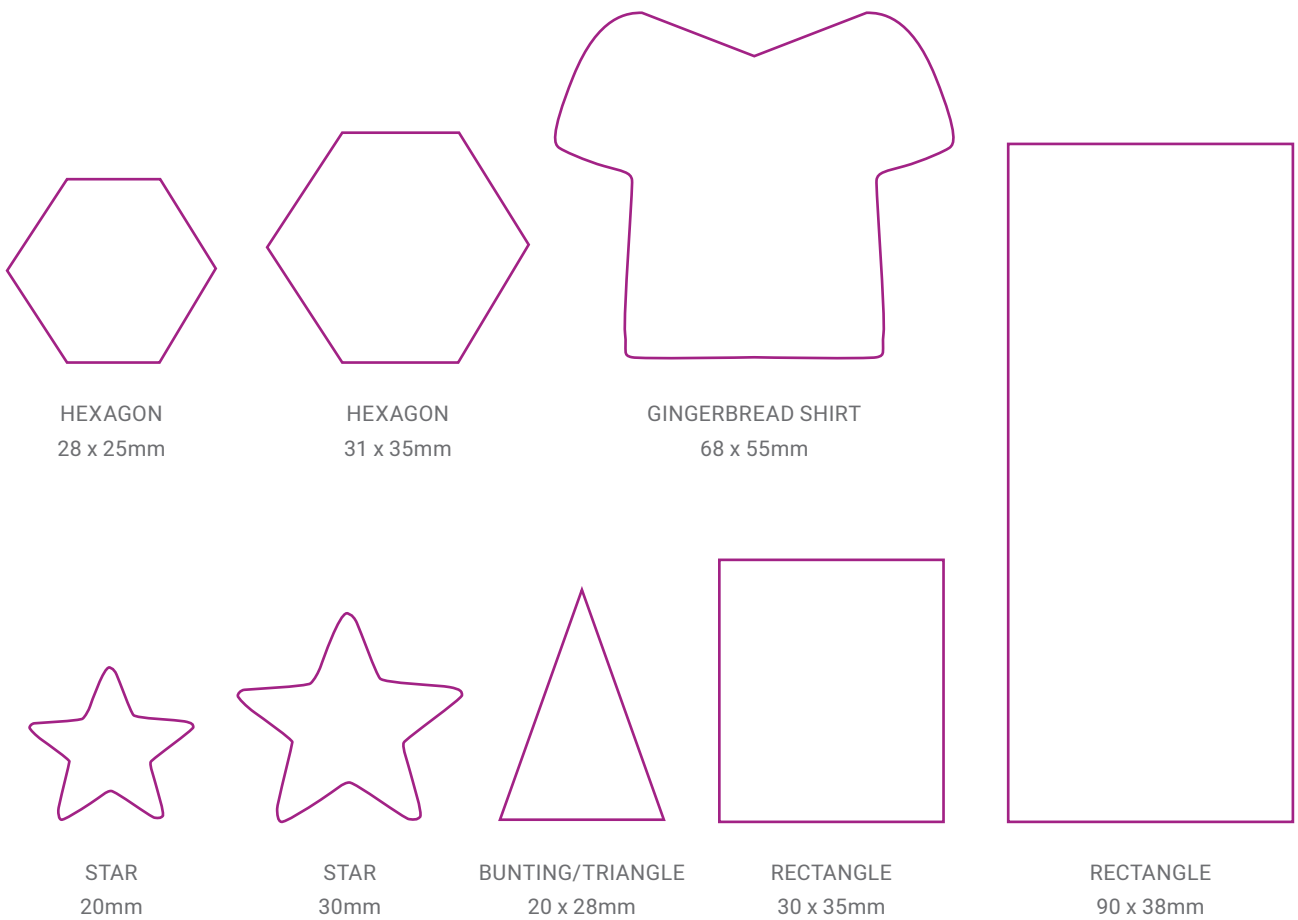 HEXAGON
28 x 25mm
HEXAGON
31 x 35mm
GINGERBREAD SHIRT
68 x 55mm
STAR
20mm
STAR
30mm
BUNTING/TRIANGLE
20 x 28mm
RECTANGLE
30 x 35mm
RECTANGLE
90 x 38mm